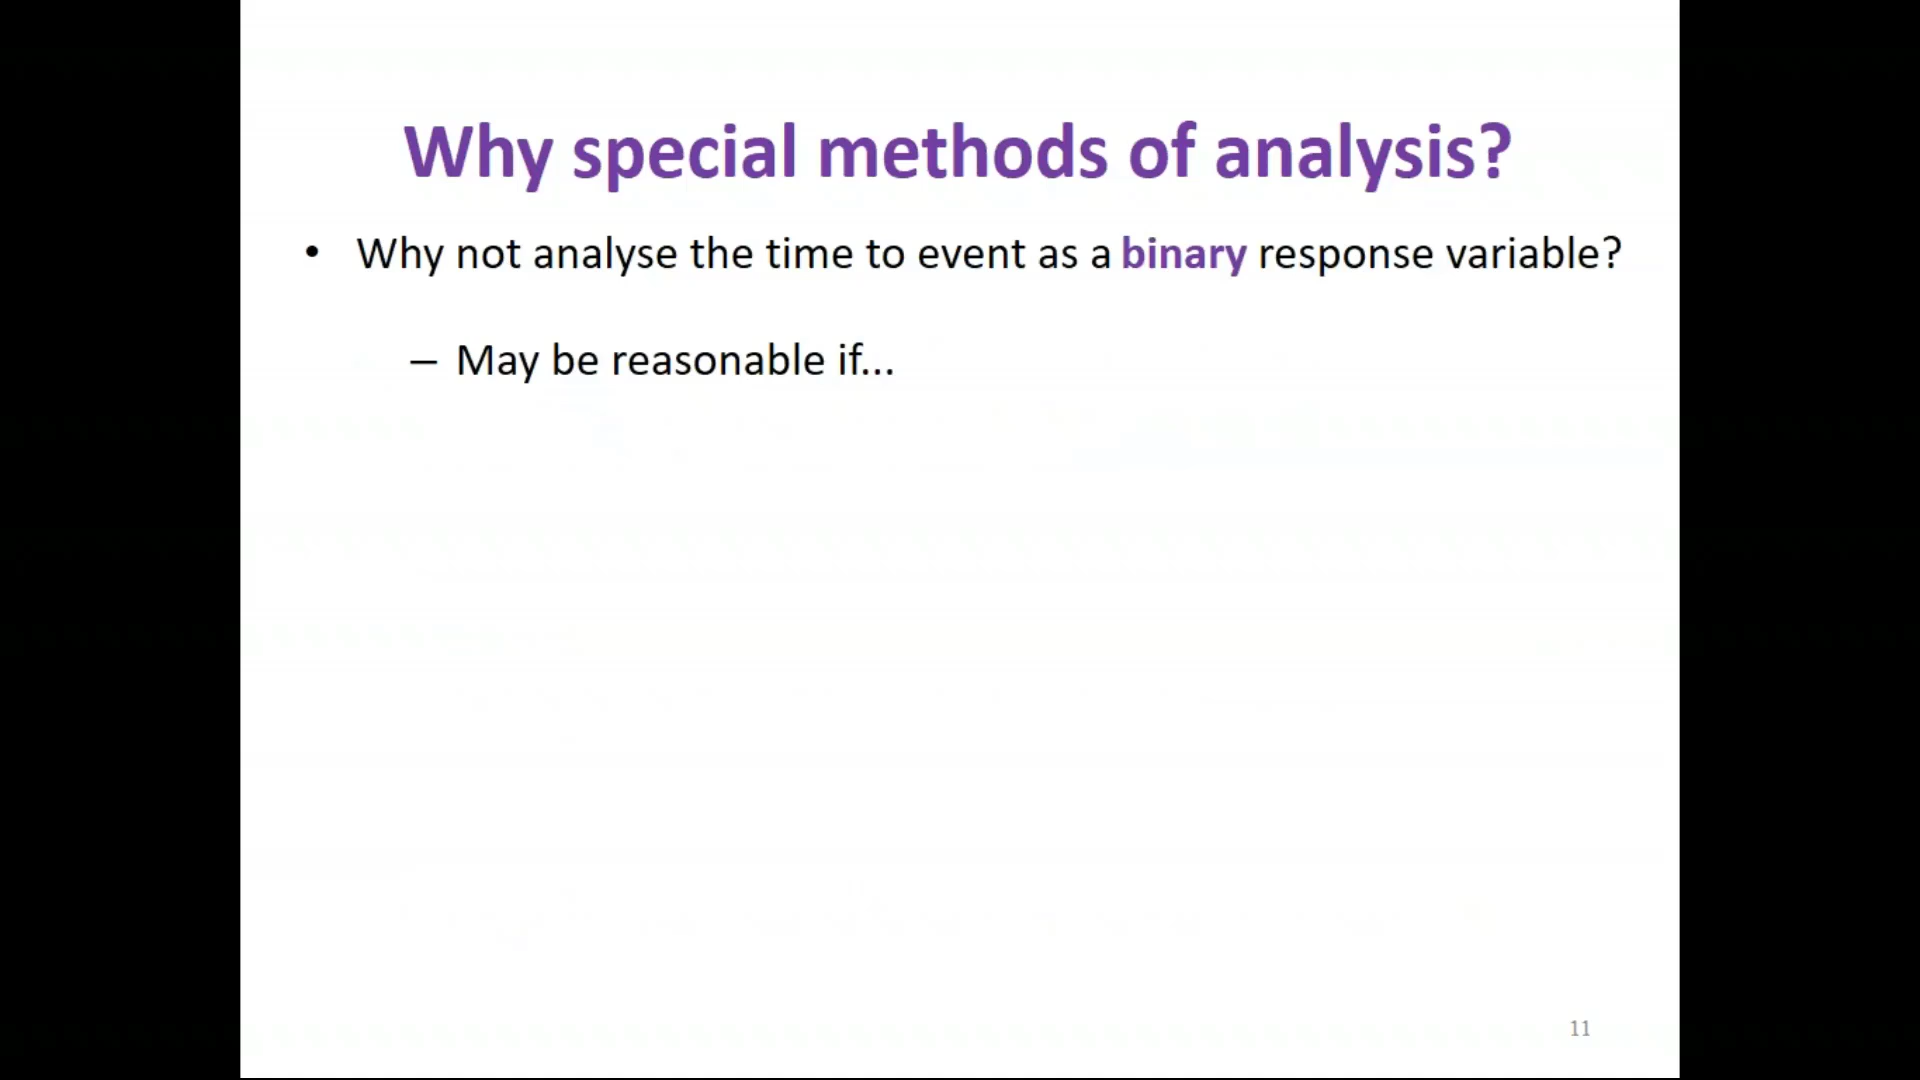 Why special methods of analysis?
• Why not analyse the time to event as a binary response variable?
– May be reasonable if...
11